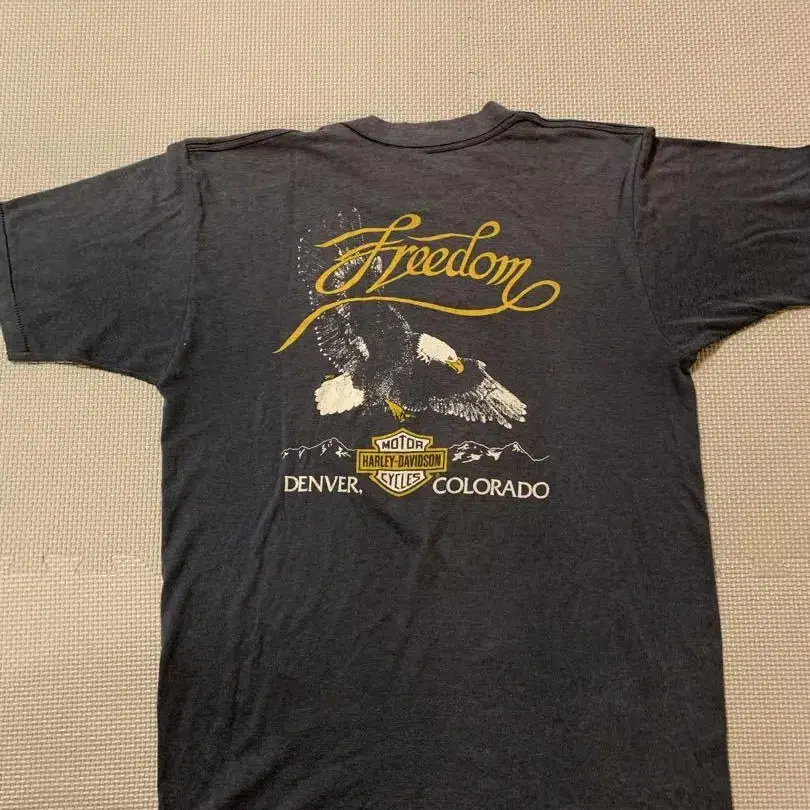 Freedom
MOTOR
HARLEY-DAVIDSON
CYCLES
DENVER, COLORADO